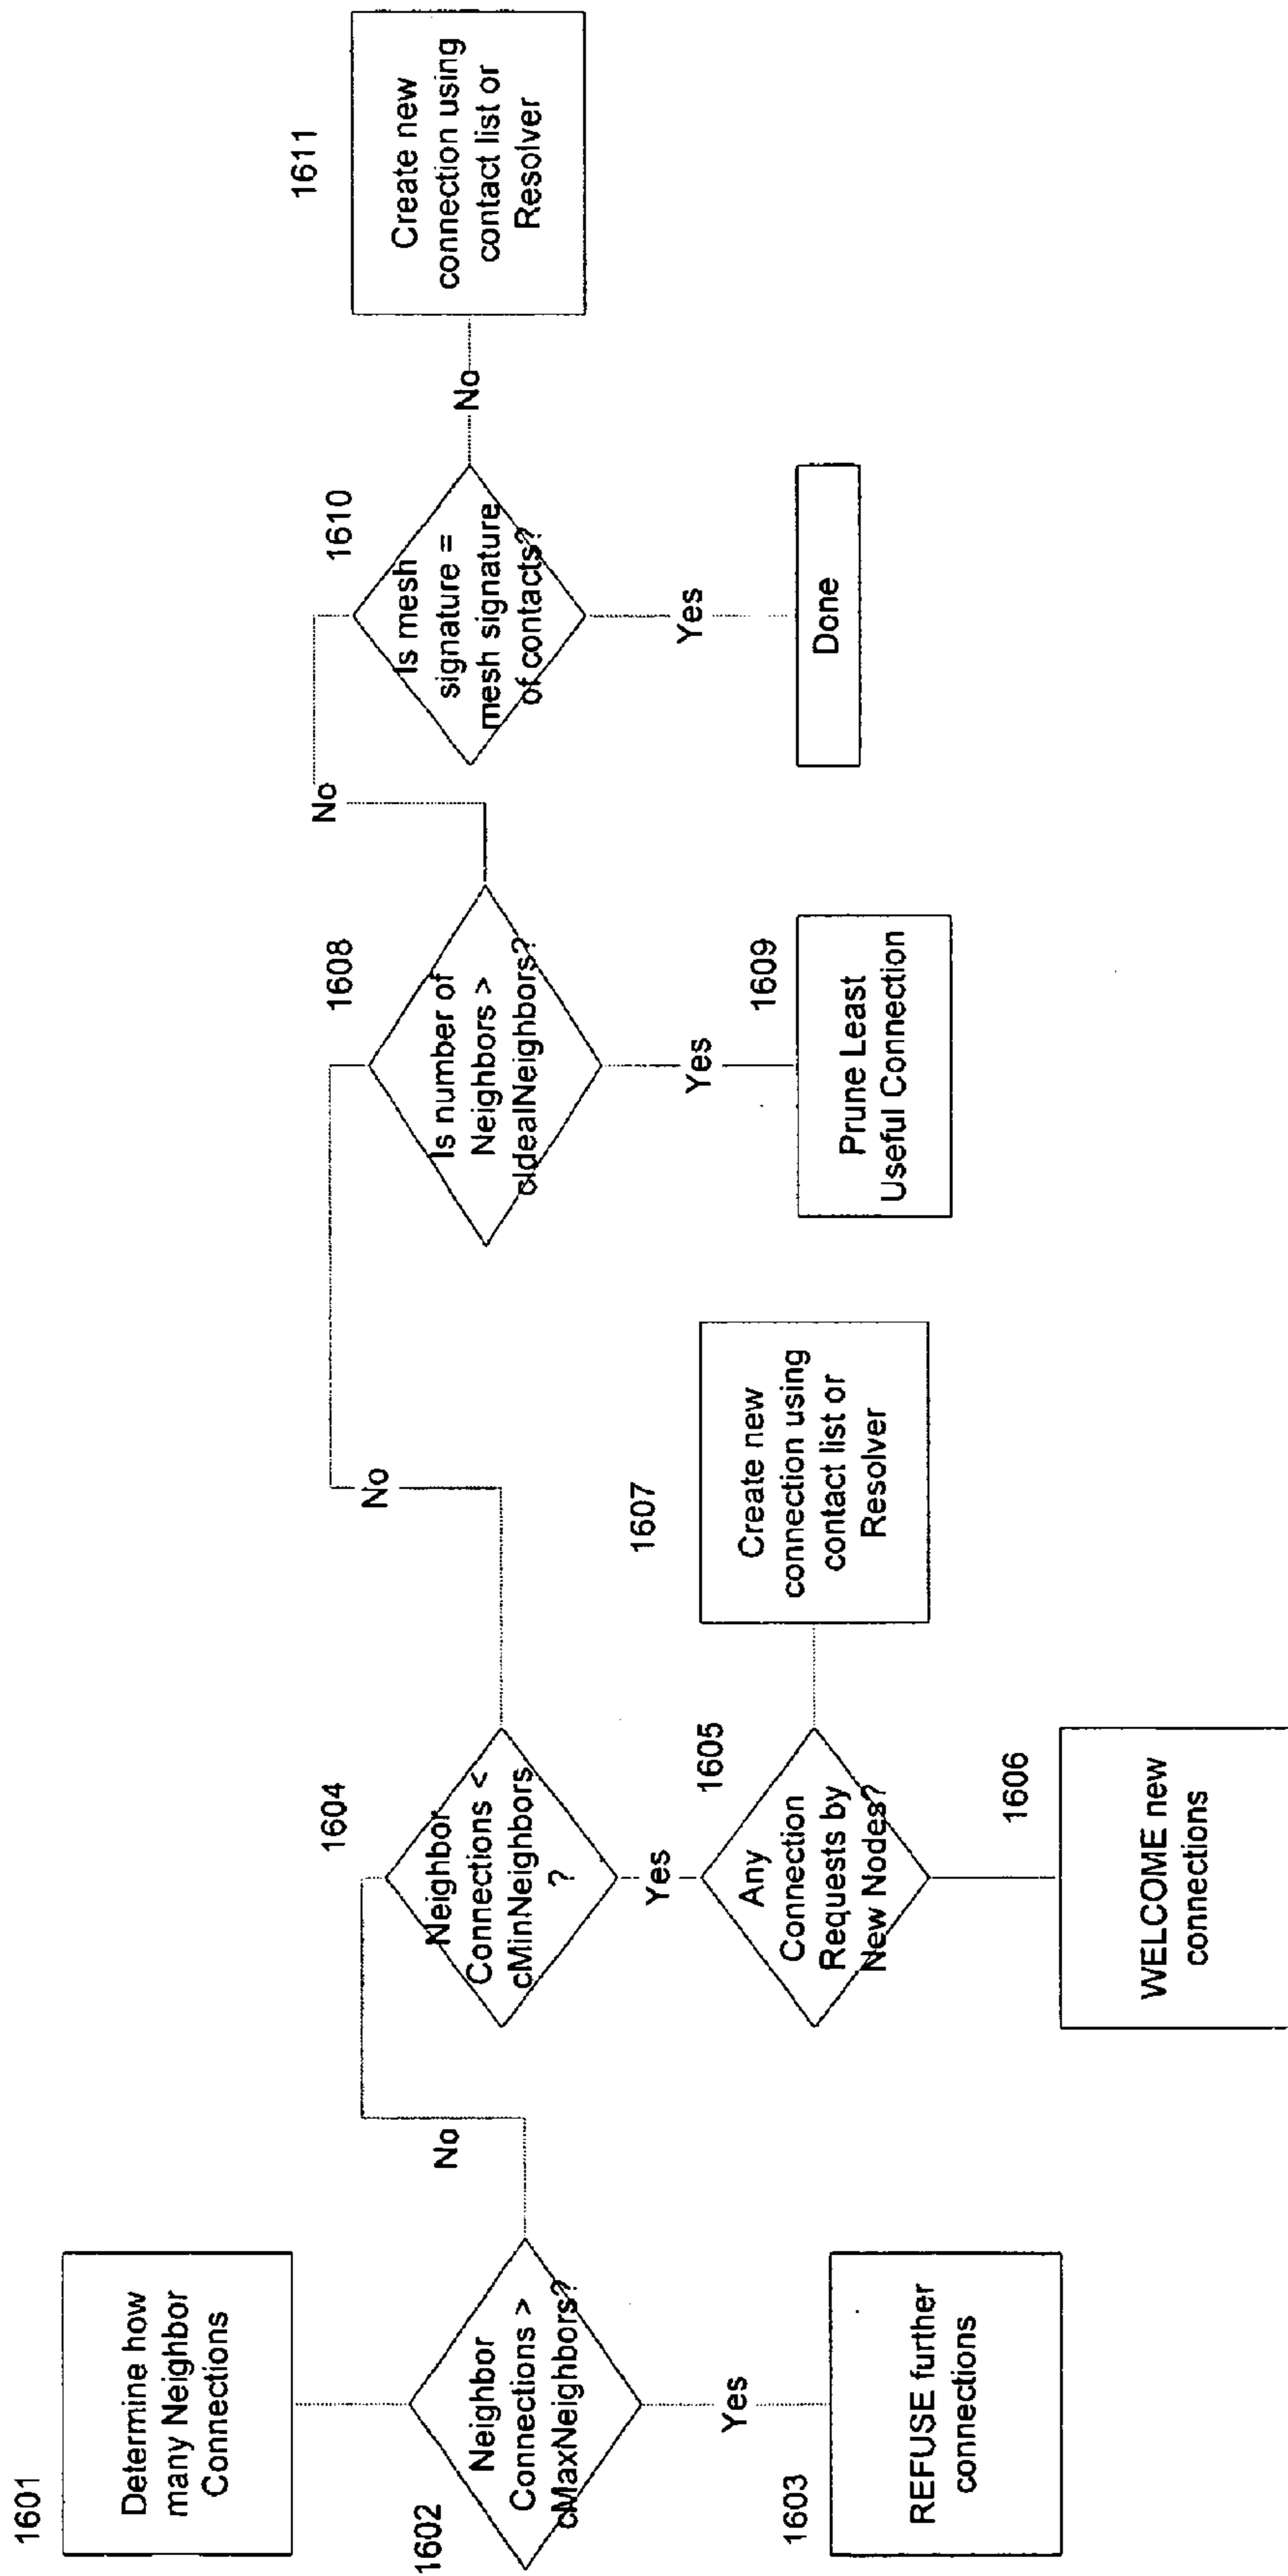 1601
Determine how
many Neighbor
Connections
1602
Neighbor
Connections >
cMaxNeighbors?
No
Yes
1603
REFUSE further
connections
1604
Neighbor
Connections <
cMinNeighbors
?
No
Yes
1605
Any
Connection
Requests by
New Nodes?
1606
WELCOME new
connections
1607
Create new
connection using
contact list or
Resolver
1608
Is number of
Neighbors >
cIdealNeighbors?
No
Yes
1609
Prune Least
Useful Connection
1610
Is mesh
signature =
mesh signature
of contacts?
No
Yes
Done
1611
Create new
connection using
contact list or
Resolver